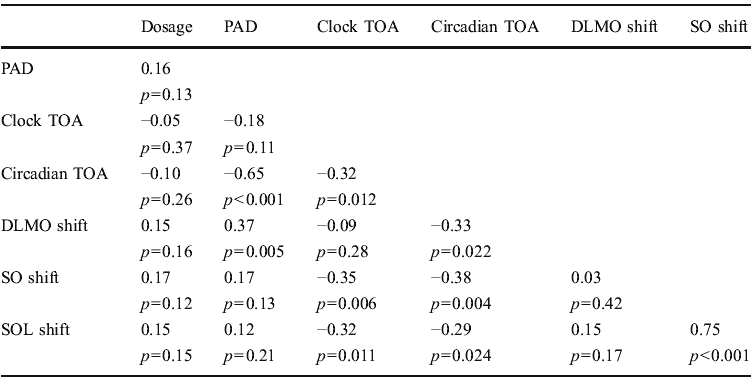 Dosage PAD Clock TOA Circadian TOA DLMO shift SO shift
PAD 0.16
p=0.13
Clock TOA −0.05 −0.18
p=0.37 p=0.11
Circadian TOA −0.10 −0.65 −0.32
p=0.26 p<0.001 p=0.012
DLMO shift 0.15 0.37 −0.09 −0.33
p=0.16 p=0.005 p=0.28 p=0.022
SO shift 0.17 0.17 −0.35 −0.38 0.03
p=0.12 p=0.13 p=0.006 p=0.004 p=0.42
SOL shift 0.15 0.12 −0.32 −0.29 0.15 0.75
p=0.15 p=0.21 p=0.011 p=0.024 p=0.17 p<0.001